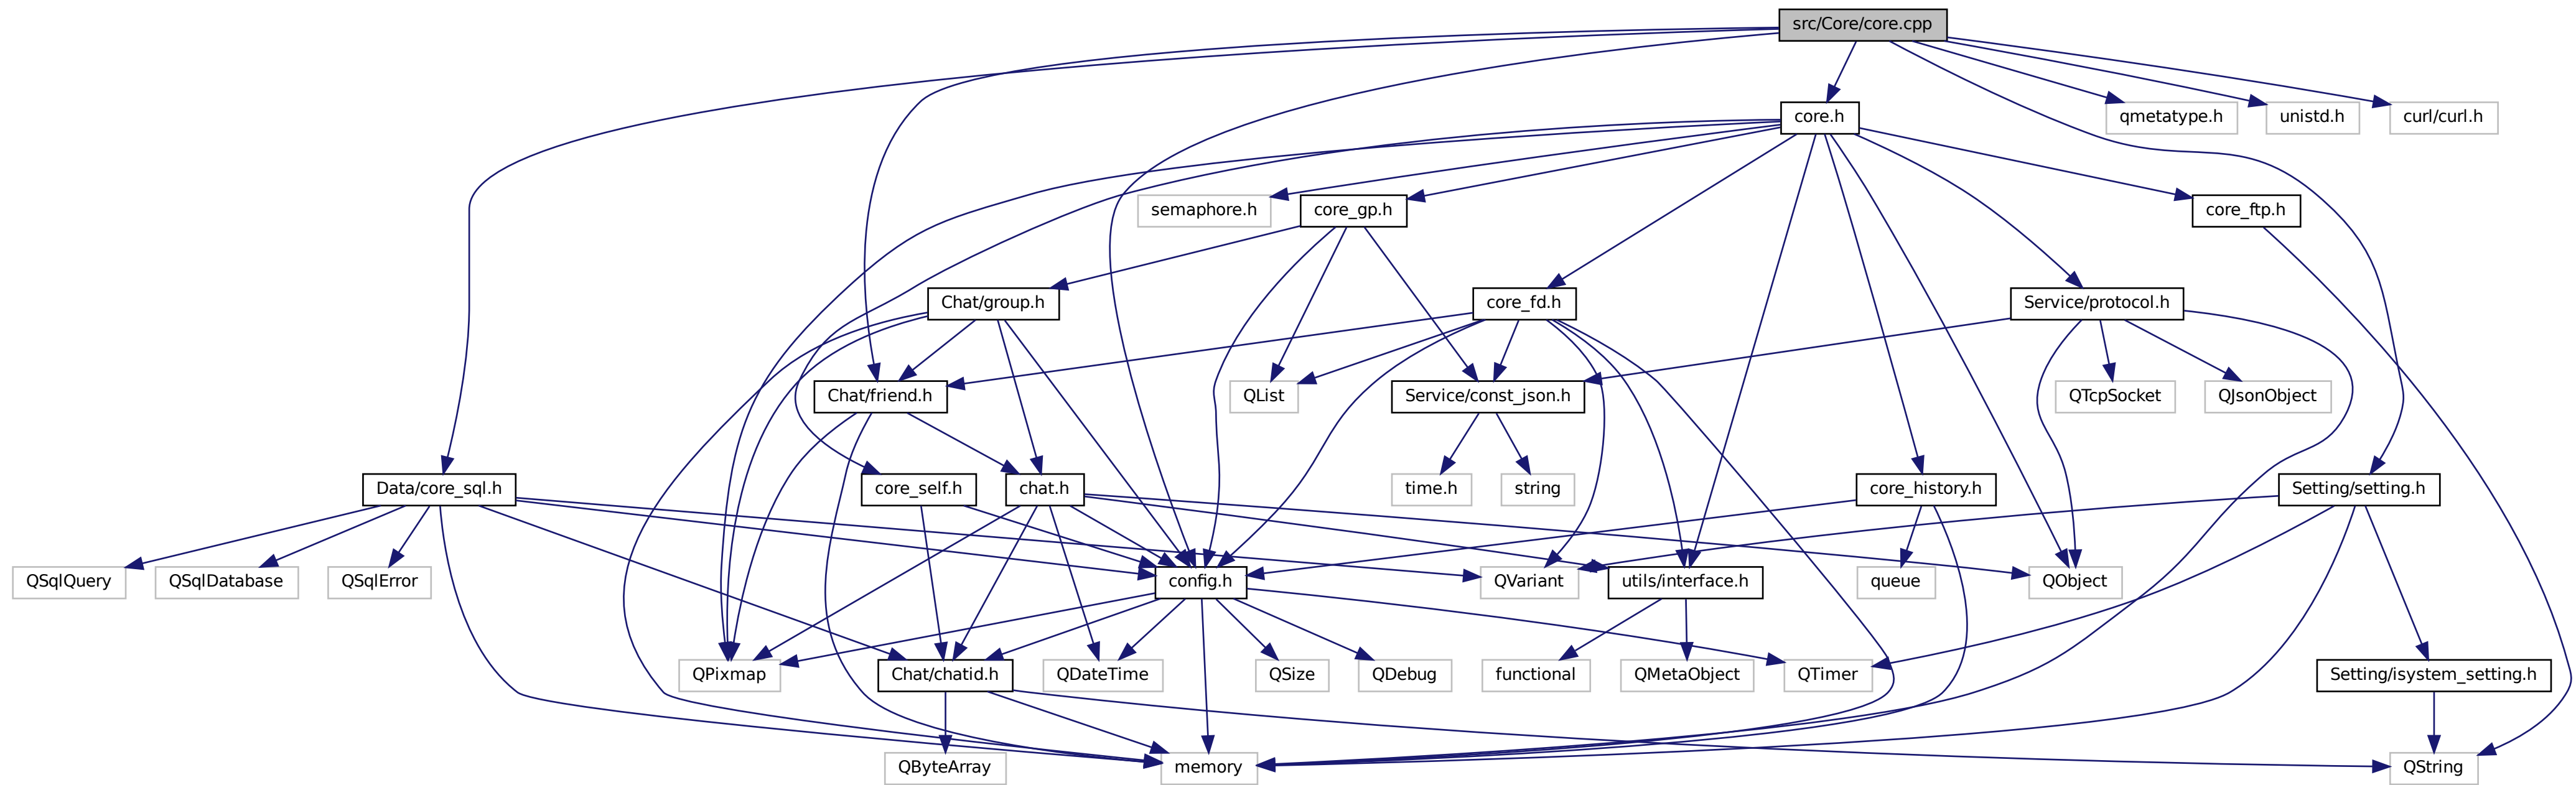 src/Core/core.cpp
core.h
qmetatype.h
unistd.h
curl/curl.h
semaphore.h
core_gp.h
core_ftp.h
Chat/group.h
core_fd.h
Service/protocol.h
Chat/friend.h
QList
Service/const_json.h
QTcpSocket
QJsonObject
Data/core_sql.h
core_self.h
chat.h
time.h
string
core_history.h
Setting/setting.h
QSqlQuery
QSqlDatabase
QSqlError
config.h
QVariant
utils/interface.h
queue
QObject
QPixmap
Chat/chatid.h
QDateTime
QSize
QDebug
functional
QMetaObject
QTimer
Setting/isystem_setting.h
QByteArray
memory
QString